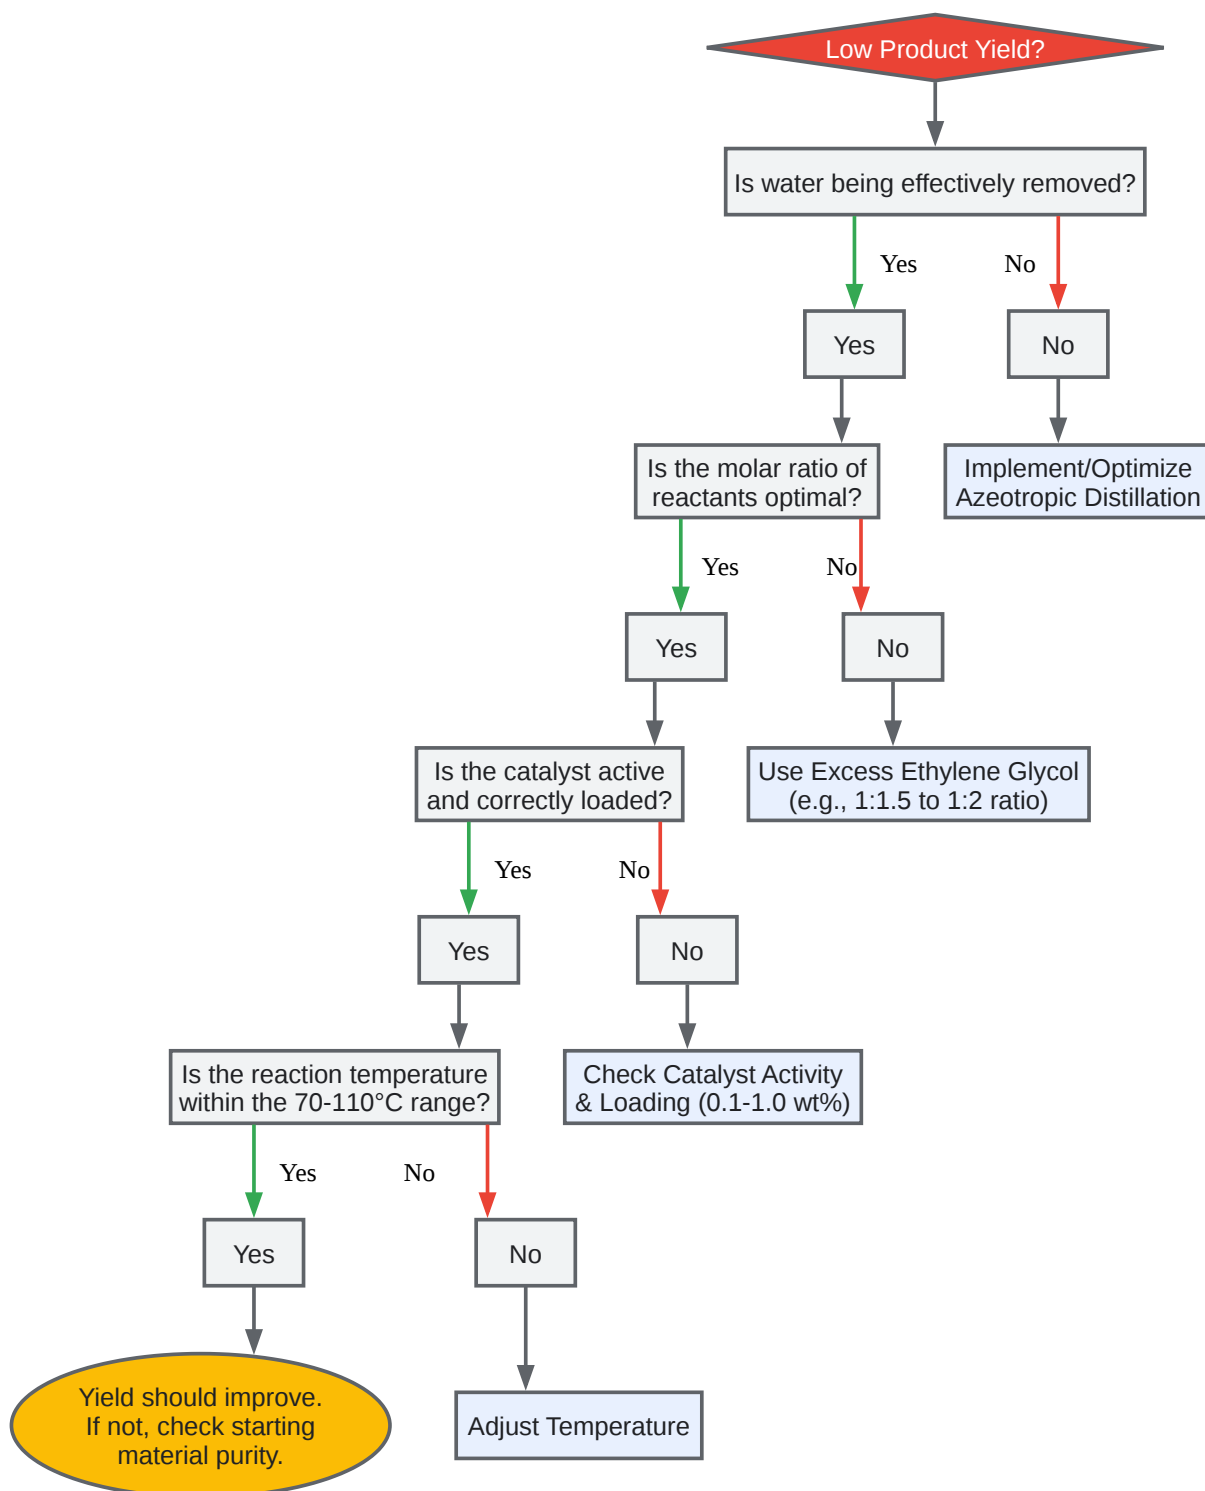 Low Product Yield?
Is water being effectively removed?
Yes
No
Yes
No
Is the molar ratio of
reactants optimal?
Implement/Optimize
Azeotropic Distillation
Yes
No
Yes
No
Is the catalyst active
and correctly loaded?
Use Excess Ethylene Glycol
(e.g., 1:1.5 to 1:2 ratio)
Yes
No
Yes
No
Is the reaction temperature
within the 70-110°C range?
Check Catalyst Activity
& Loading (0.1-1.0 wt%)
Yes
No
Yes
No
Yield should improve.
If not, check starting
material purity.
Adjust Temperature